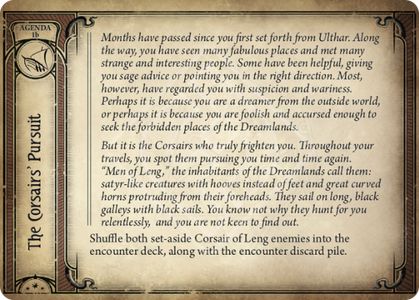 AGENDA
1b
The Corsairs' Pursuit
Months have passed since you first set forth from Ulthar. Along
the way, you have seen many fabulous places and met many
strange and interesting people. Some have been helpful, giving
you sage advice or pointing you in the right direction. Most,
however, have regarded you with suspicion and wariness.
Perhaps it is because you are a dreamer from the outside world,
or perhaps it is because you are foolish and accursed enough to
seek the forbidden places of the Dreamlands.
But it is the Corsairs who truly frighten you. Throughout your
travels, you spot them pursuing you time and time again.
"Men of Leng," the inhabitants of the Dreamlands call them:
satyr-like creatures with hooves instead of feet and great curved
horns protruding from their foreheads. They sail on long, black
galleys with black sails. You know not why they hunt for you
relentlessly, and you are not keen to find out.
Shuffle both set-aside Corsair of Leng enemies into the
encounter deck, along with the encounter discard pile.